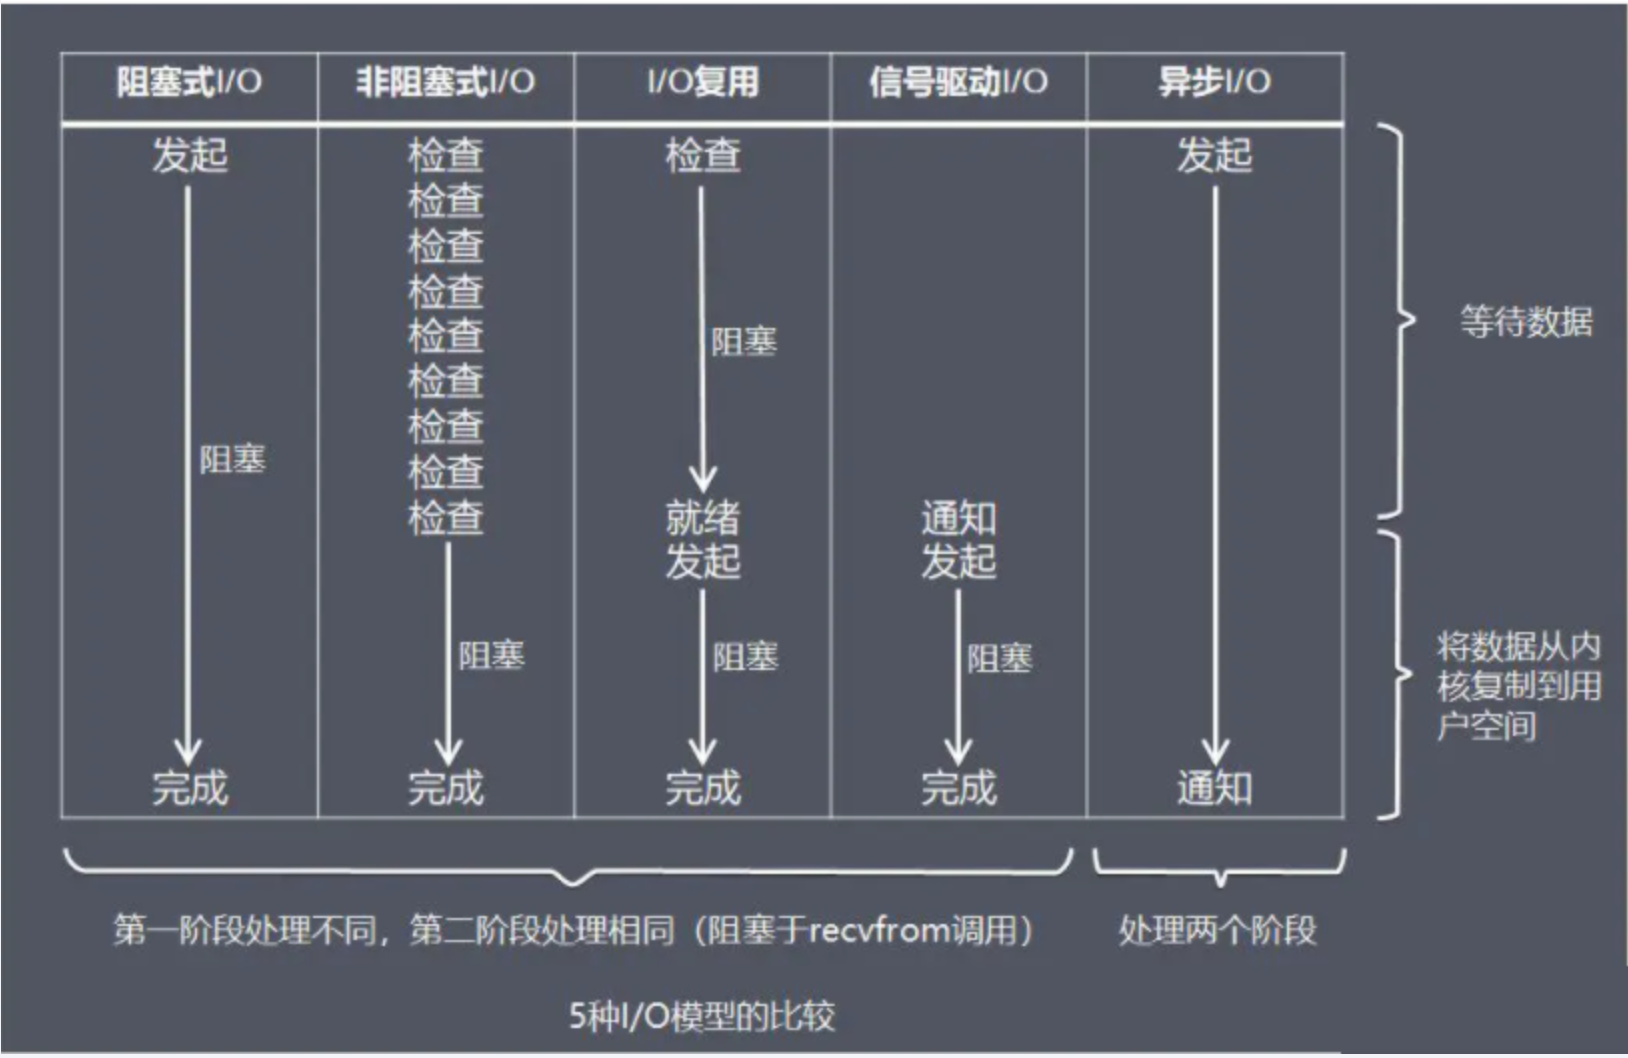 阻塞式I/O 非阻塞式I/O I/O复用 信号驱动I/O 异步I/O
发起 检查 检查 发起
检查
检查
检查
检查
检查
检查
检查
检查 就绪 通知
发起 发起
阻塞
阻塞
阻塞 阻塞 阻塞
完成 完成 完成 完成 通知
等待数据
将数据从内
核复制到用
户空间
第一阶段处理不同，第二阶段处理相同（阻塞于recvfrom调用） 处理两个阶段
5种I/O模型的比较